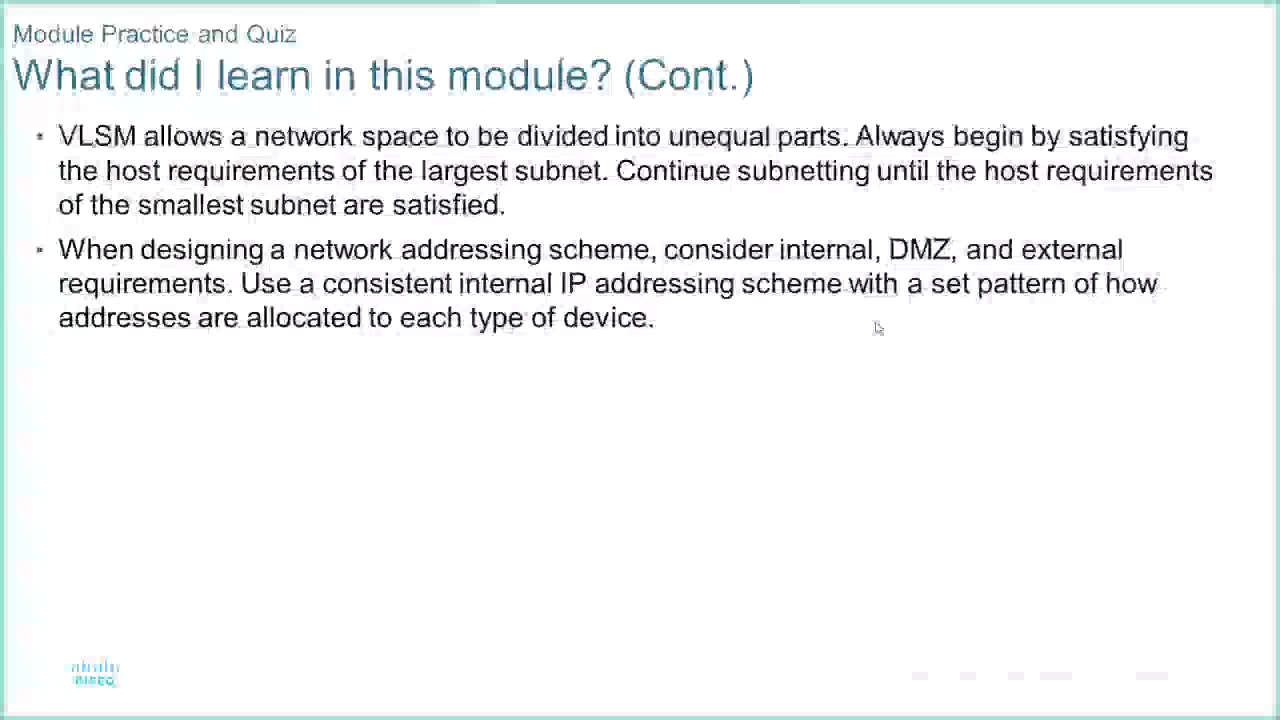 Module Practice and Quiz
What did I learn in this module? (Cont.)
▪ VLSM allows a network space to be divided into unequal parts. Always begin by satisfying
the host requirements of the largest subnet. Continue subnetting until the host requirements
of the smallest subnet are satisfied.
▪ When designing a network addressing scheme, consider internal, DMZ, and external
requirements. Use a consistent internal IP addressing scheme with a set pattern of how
addresses are allocated to each type of device.
CISCO